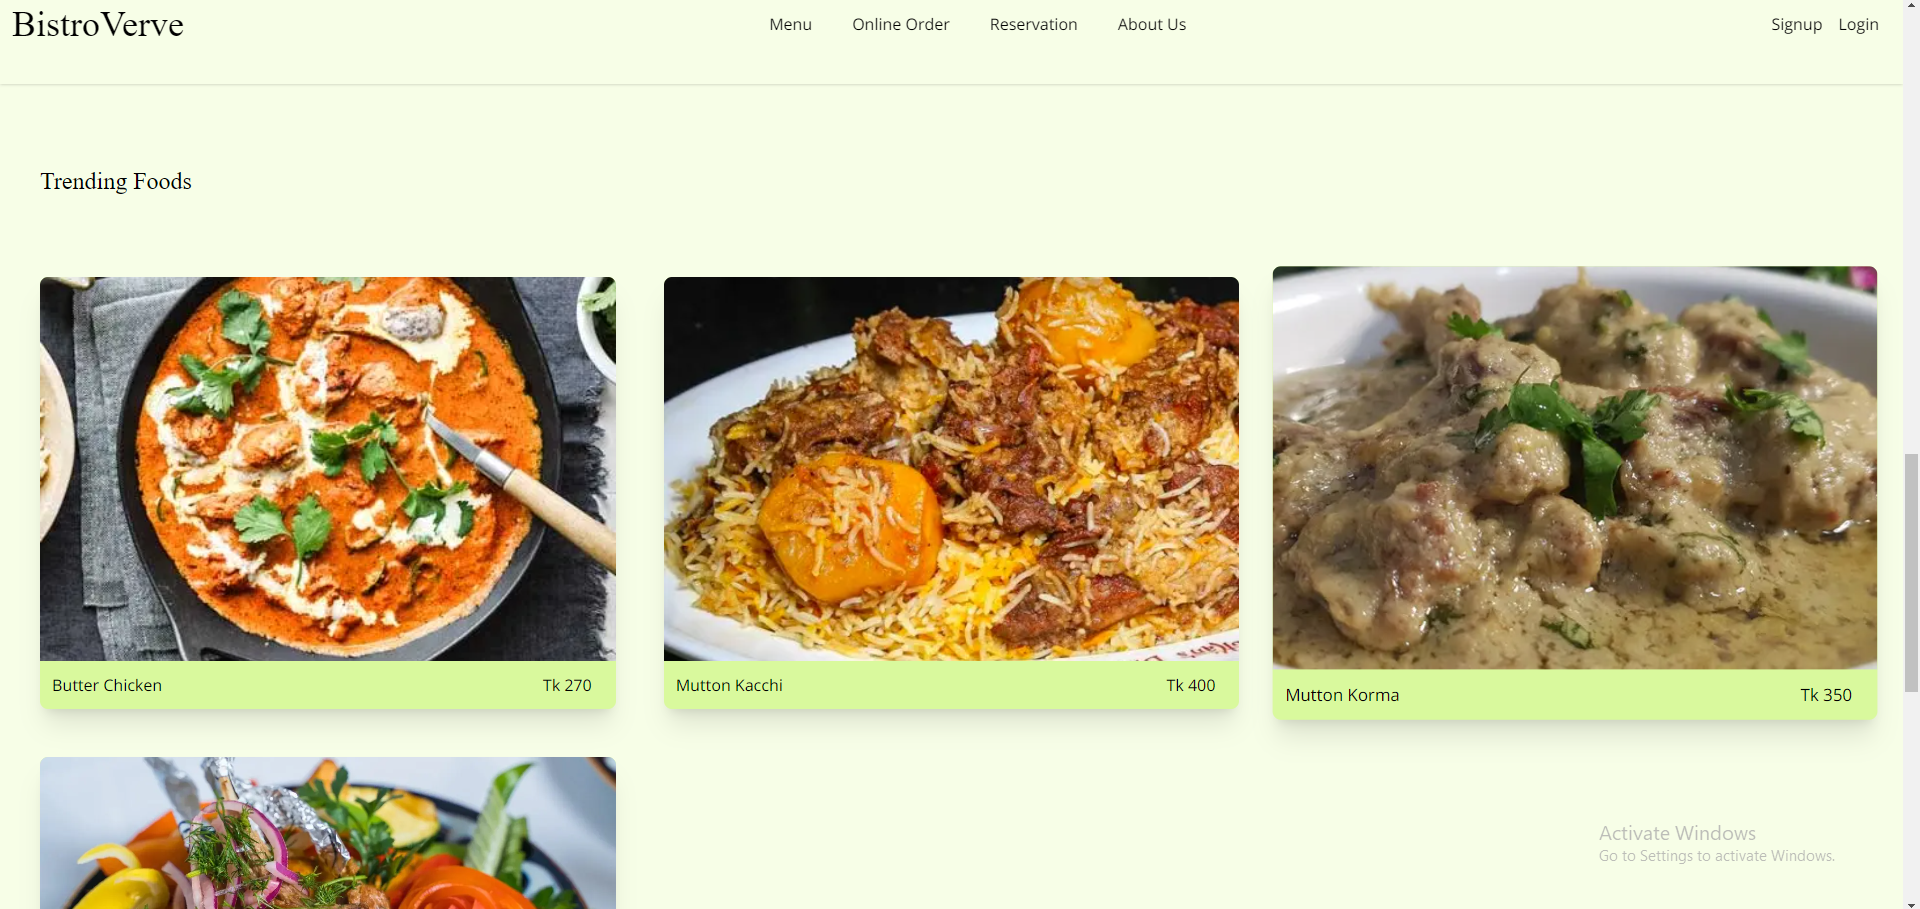 BistroVerve
Menu
Online Order
Reservation
About Us
Signup
Login
Trending Foods
Butter Chicken
Tk 270
Mutton Kacchi
Tk 400
Mutton Korma
Tk 350
Activate Windows
Go to Settings to activate Windows.